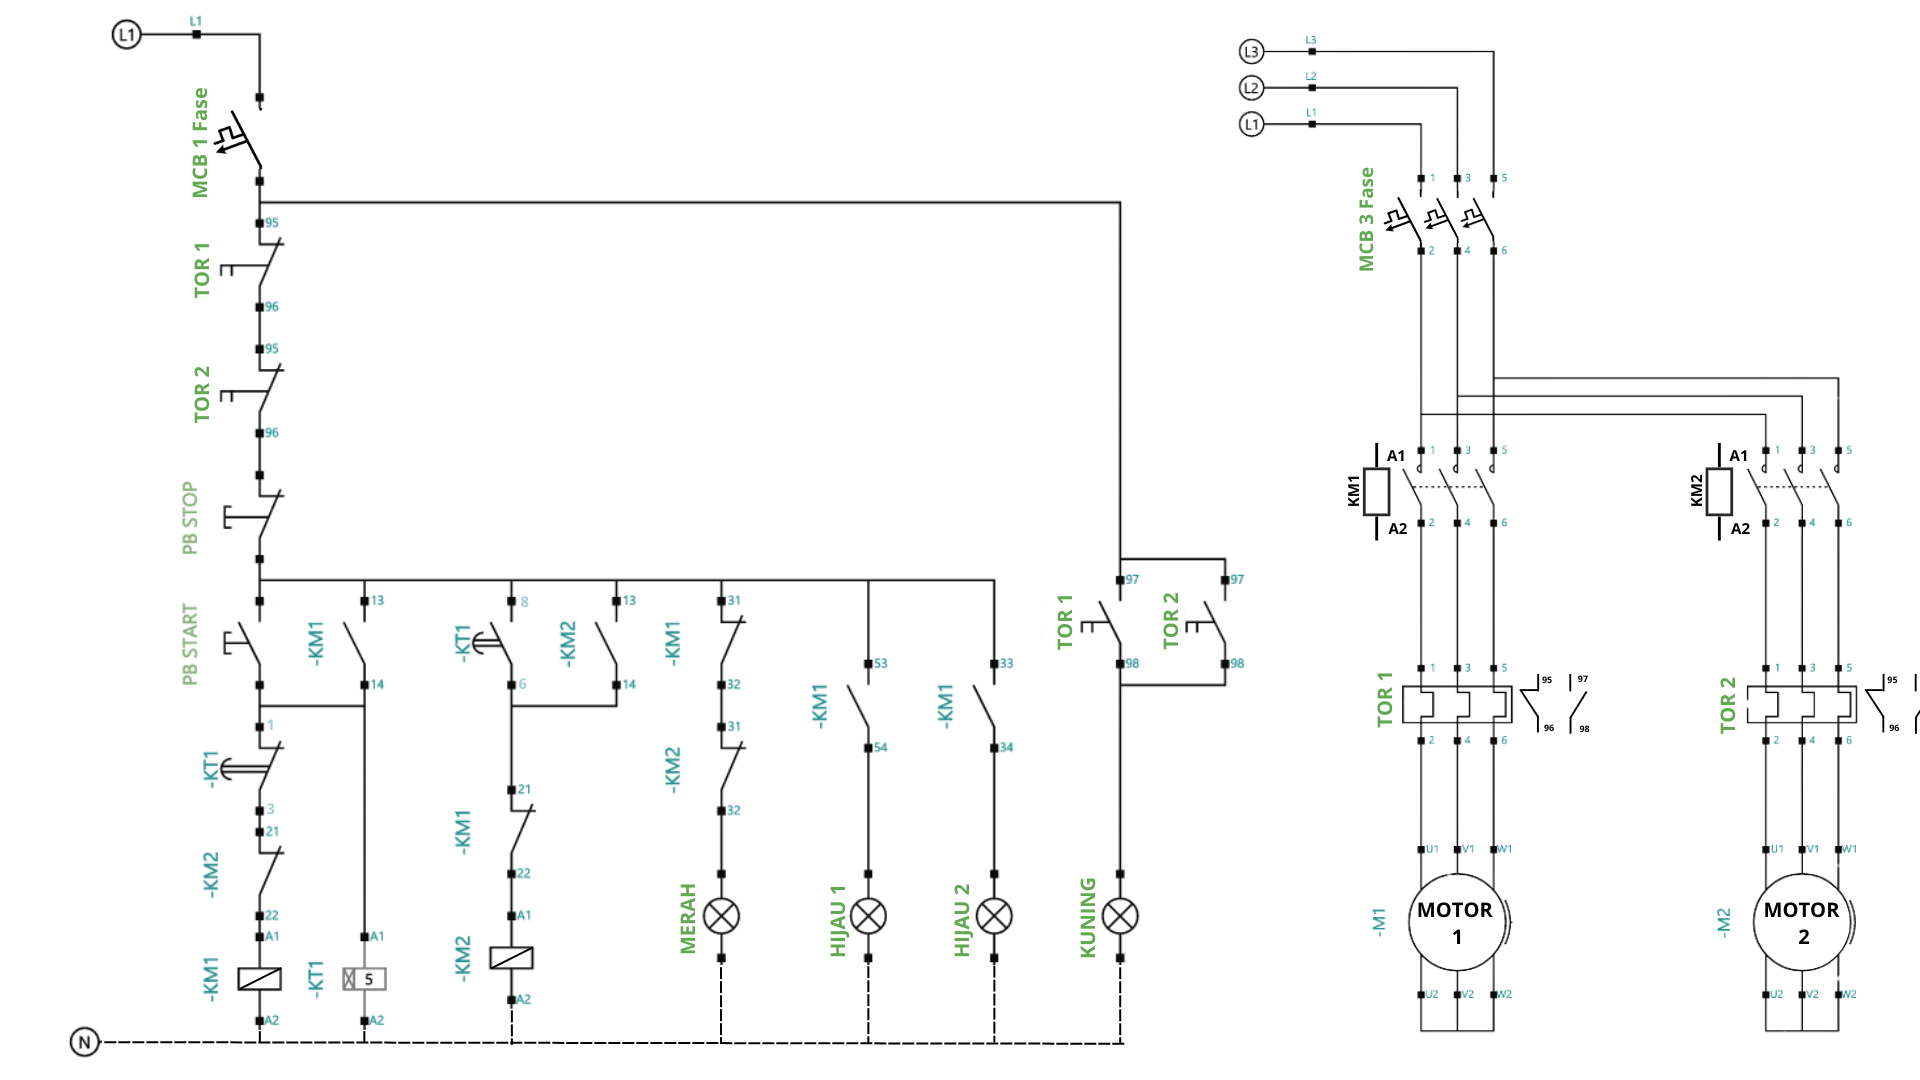 L1
L1
MCB 1 Fase
95
TOR 1
96
95
TOR 2
96
PB STOP
PB START
13
-KM1
14
8
-KT1
6
13
-KM2
14
31
-KM1
32
31
-KM2
32
53
-KM1
54
33
-KM1
34
97
TOR 1
98
97
TOR 2
98
1
-KT1
3
21
-KM2
22
A1
-KM1
A2
A1
-KT1
5
A2
21
-KM1
22
A1
-KM2
A2
MERAH
HIJAU 1
HIJAU 2
KUNING
N
L3
L3
L2
L2
L1
L1
MCB 3 Fase
1 3 5
2 4 6
KM1
A1
A2
1 3 5
2 4 6
KM2
A1
A2
1 3 5
2 4 6
TOR 1
1 3 5
2 4 6
95
96
97
98
TOR 2
1 3 5
2 4 6
95
96
U1 V1 W1
-M1
MOTOR
1
U2 V2 W2
U1 V1 W1
-M2
MOTOR
2
U2 V2 W2